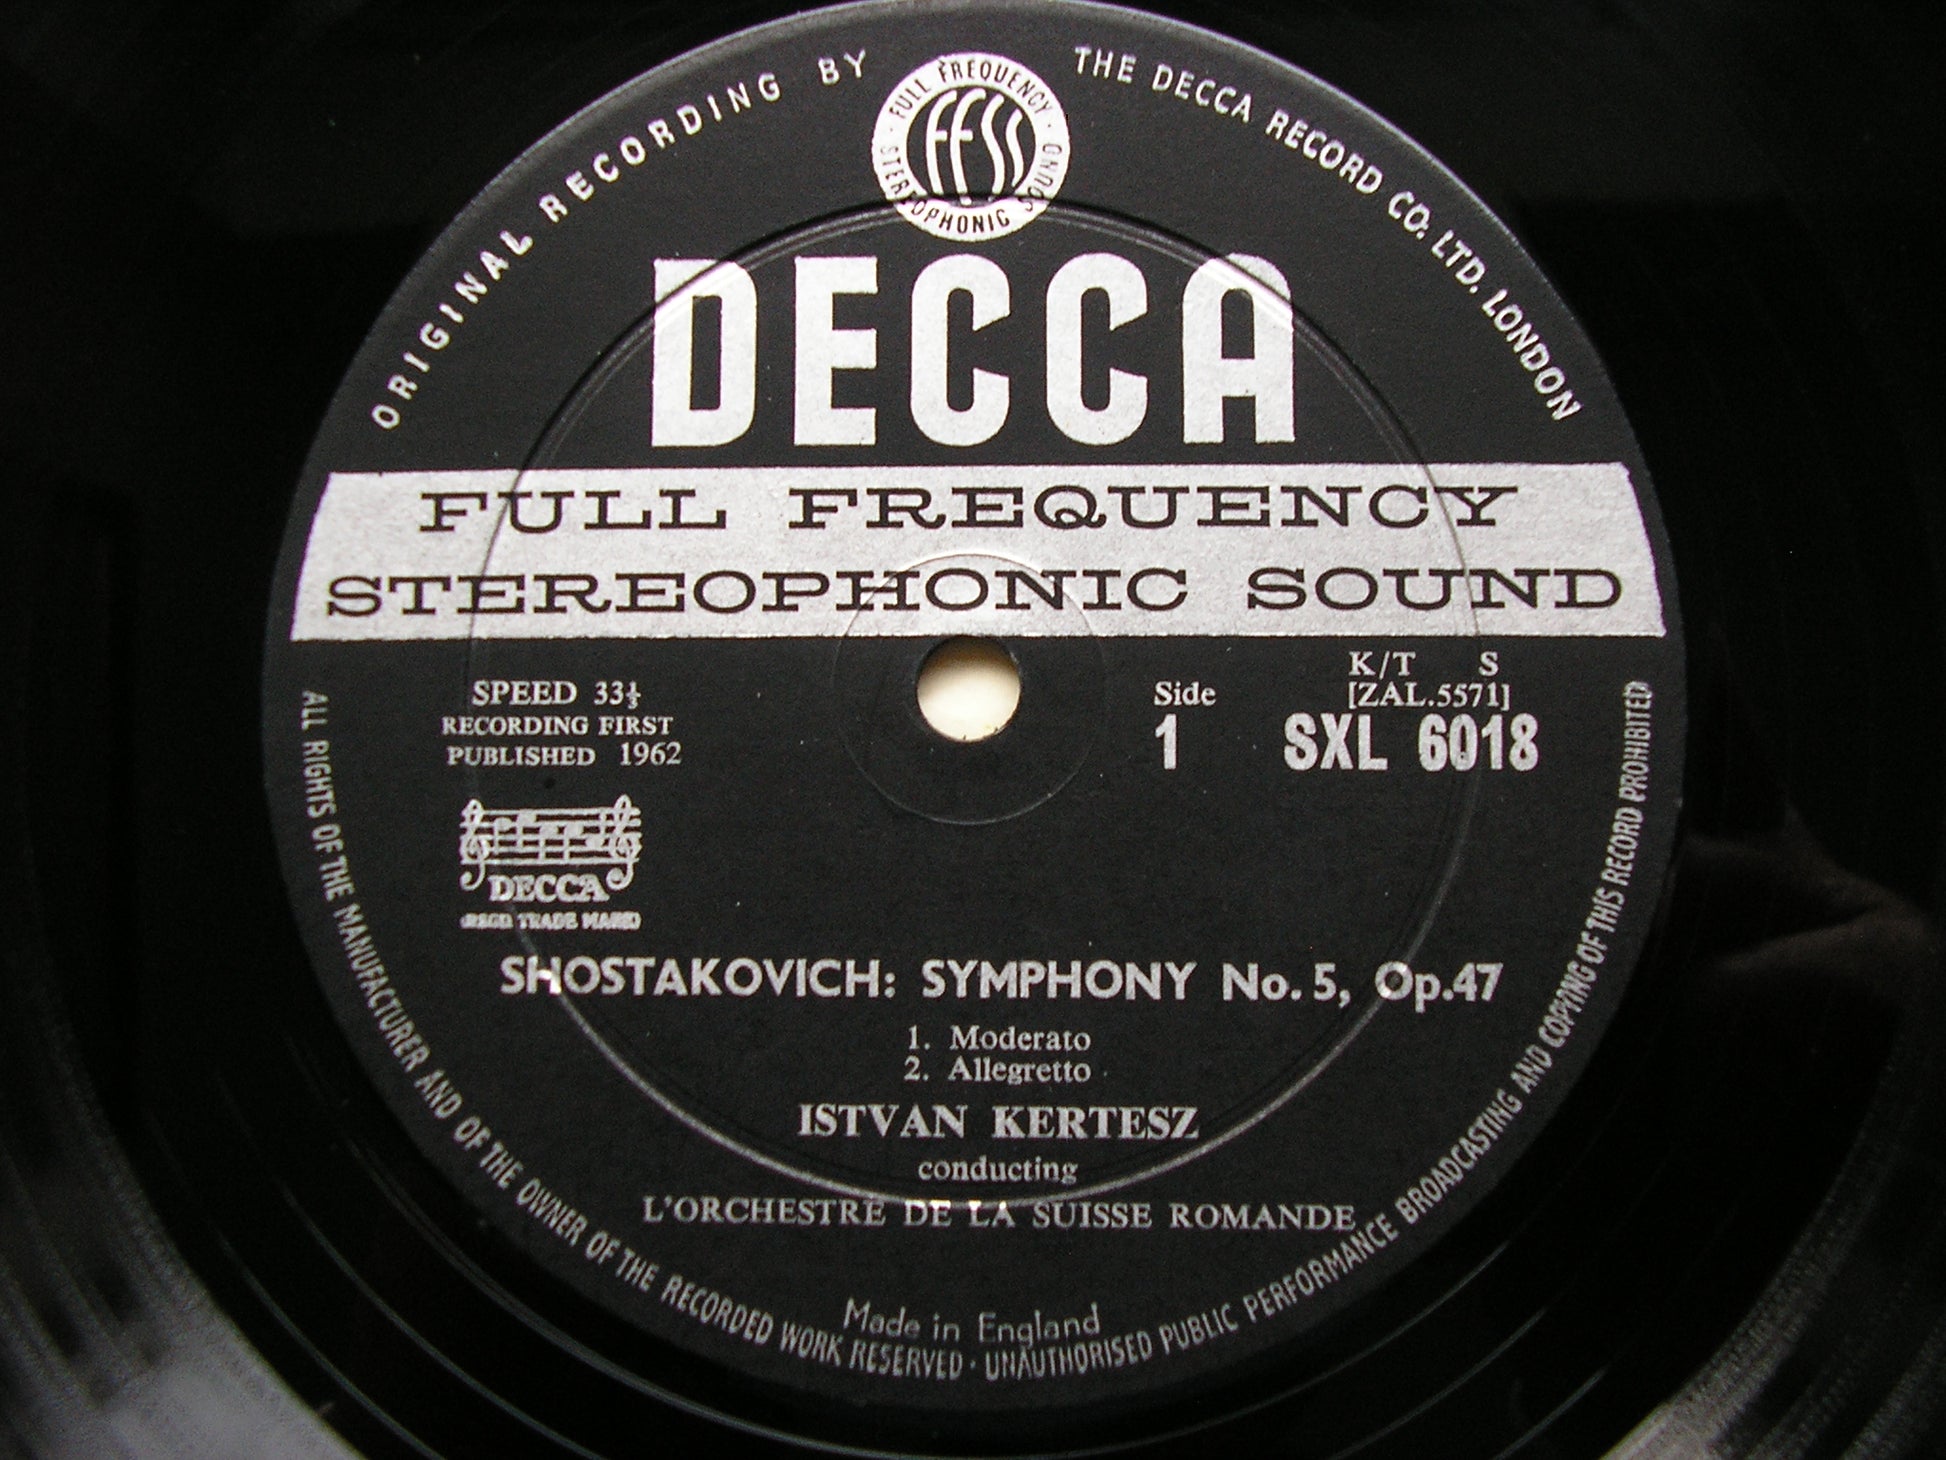 ORIGINAL RECORDING BY THE DECCA RECORD CO. LTD. LONDON
FULL FREQUENCY
FFSS
STEREOPHONIC SOUND
DECCA
FULL FREQUENCY
STEREOPHONIC SOUND
SPEED 33⅓
RECORDING FIRST
PUBLISHED 1962
Side
1
K/T S
[ZAL.5571]
SXL 6018
DECCA
(REGD. TRADE MARK)
SHOSTAKOVICH: SYMPHONY No. 5, Op.47
1. Moderato
2. Allegretto
ISTVAN KERTESZ
conducting
L'ORCHESTRE DE LA SUISSE ROMANDE
Made in England
ALL RIGHTS OF THE MANUFACTURER AND OF THE OWNER OF THE RECORDED WORK RESERVED · UNAUTHORISED PUBLIC PERFORMANCE BROADCASTING AND COPYING OF THIS RECORD PROHIBITED